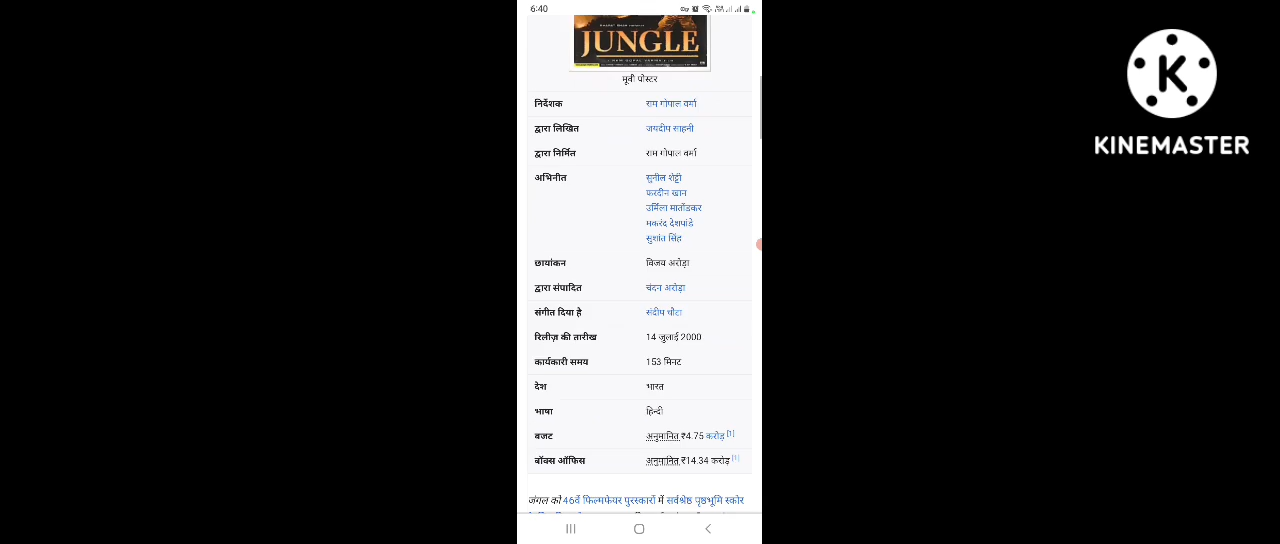 6:40
JUNGLE
मूवी पोस्टर
निर्देशक राम गोपाल वर्मा
द्वारा लिखित जयदीप साहनी
द्वारा निर्मित राम गोपाल वर्मा
अभिनीत सुनील शेट्टी
फरदीन खान
उर्मिला मातोंडकर
मकरंद देशपांडे
सुशांत सिंह
छायांकन विजय अरोड़ा
द्वारा संपादित चंदन अरोड़ा
संगीत दिया है संदीप चौटा
रिलीज़ की तारीख 14 जुलाई 2000
कार्यकारी समय 153 मिनट
देश भारत
भाषा हिन्दी
बजट अनुमानित ₹4.75 करोड़ [1]
बॉक्स ऑफिस अनुमानित ₹14.34 करोड़ [1]
जंगल को 46वें फिल्मफेयर पुरस्कारों में सर्वश्रेष्ठ पृष्ठभूमि स्कोर
K
KINEMASTER